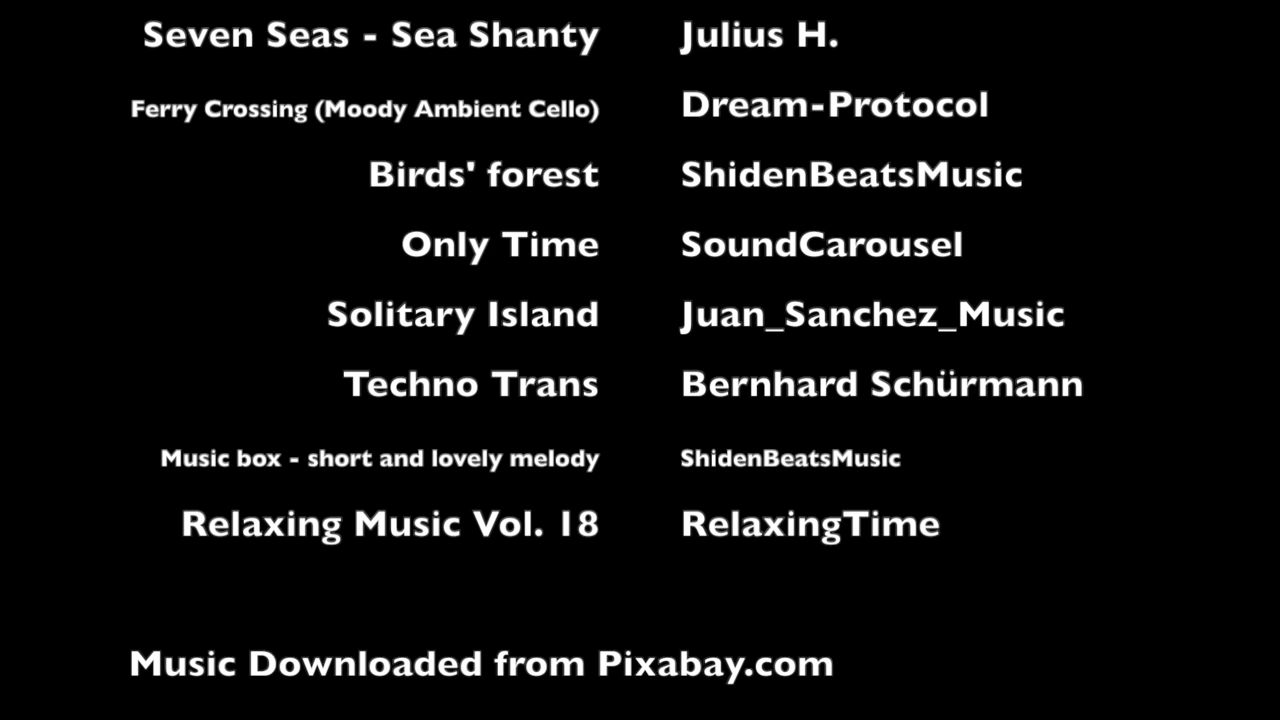 Seven Seas - Sea Shanty Julius H.
Ferry Crossing (Moody Ambient Cello) Dream-Protocol
Birds' forest ShidenBeatsMusic
Only Time SoundCarousel
Solitary Island Juan_Sanchez_Music
Techno Trans Bernhard Schürmann
Music box - short and lovely melody ShidenBeatsMusic
Relaxing Music Vol. 18 RelaxingTime
Music Downloaded from Pixabay.com